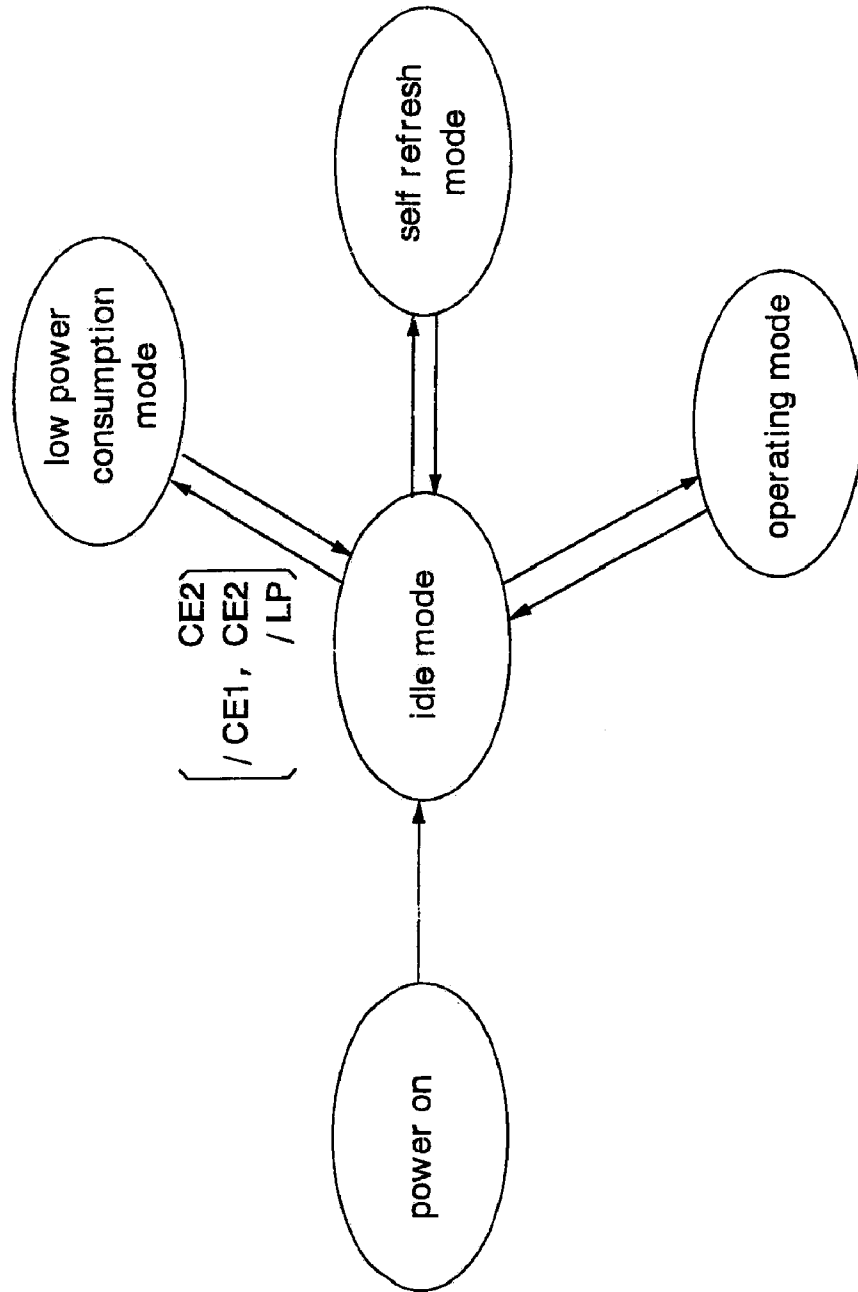 low power
consumption
mode
CE2
/CE1, CE2
/LP
power on
idle mode
self refresh
mode
operating mode